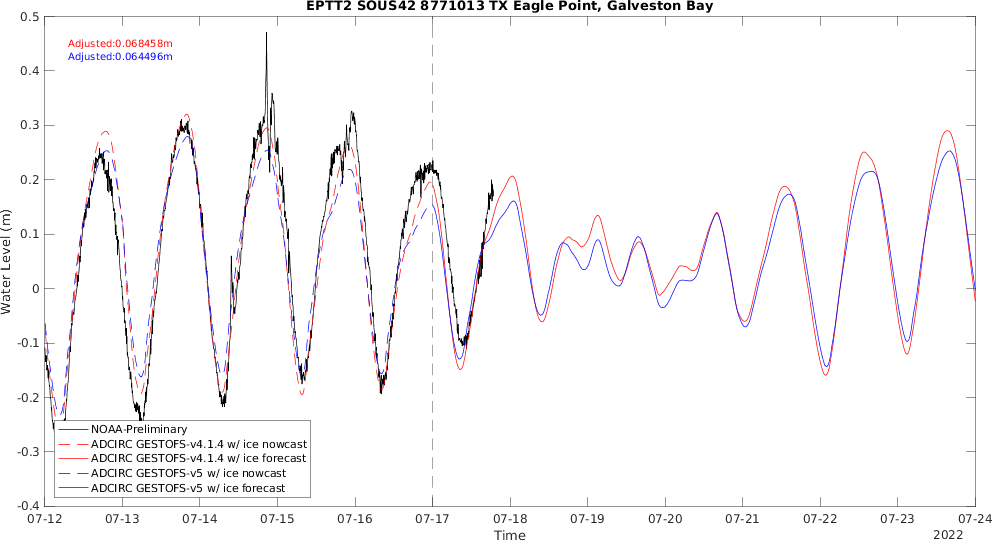 EPTT2 SOUS42 8771013 TX Eagle Point, Galveston Bay
Adjusted:0.068458m
Adjusted:0.064496m
0.5
0.4
0.3
0.2
0.1
0
-0.1
-0.2
-0.3
-0.4
Water Level (m)
NOAA-Preliminary
ADCIRC GESTOFS-v4.1.4 w/ ice nowcast
ADCIRC GESTOFS-v4.1.4 w/ ice forecast
ADCIRC GESTOFS-v5 w/ ice nowcast
ADCIRC GESTOFS-v5 w/ ice forecast
07-12 07-13 07-14 07-15 07-16 07-17 07-18 07-19 07-20 07-21 07-22 07-23 07-24
Time
2022